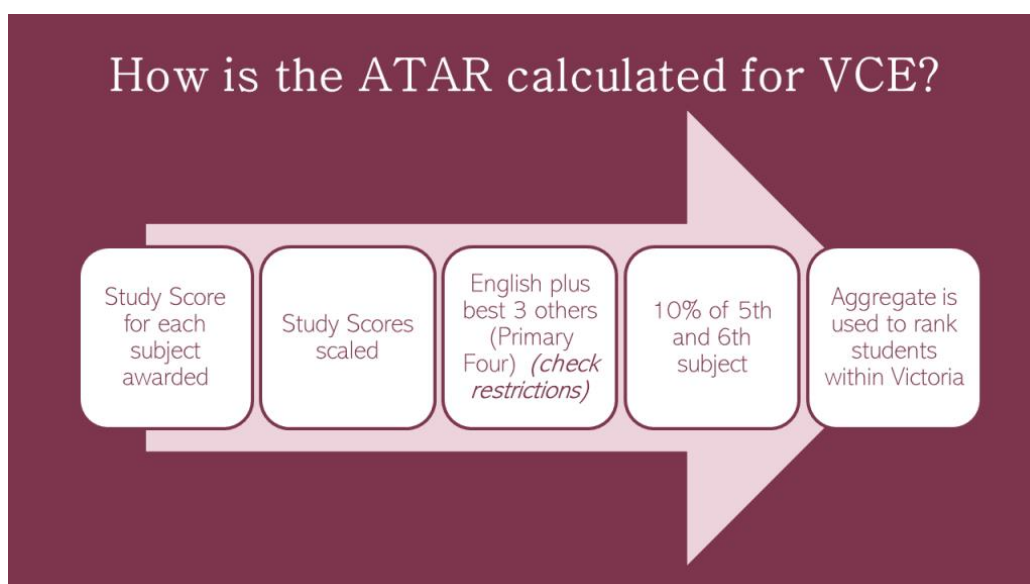 How is the ATAR calculated for VCE?
Study Score
for each
subject
awarded
Study Scores
scaled
English plus
best 3 others
(Primary
Four) (check
restrictions)
10% of 5th
and 6th
subject
Aggregate is
used to rank
students
within Victoria